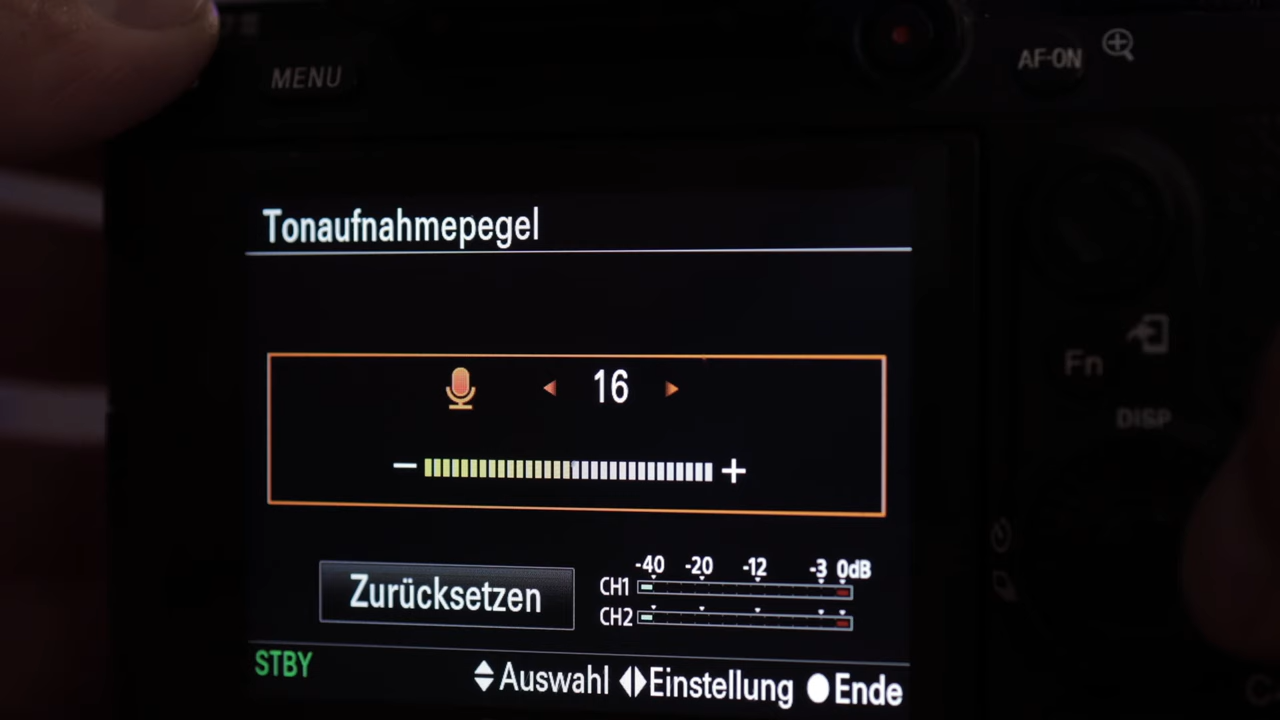 MENU
AF-ON
Tonaufnahmepegel
16
Fn
DISP
-40 -20 -12 -3 0dB
Zurücksetzen
CH1
CH2
STBY
Auswahl Einstellung Ende